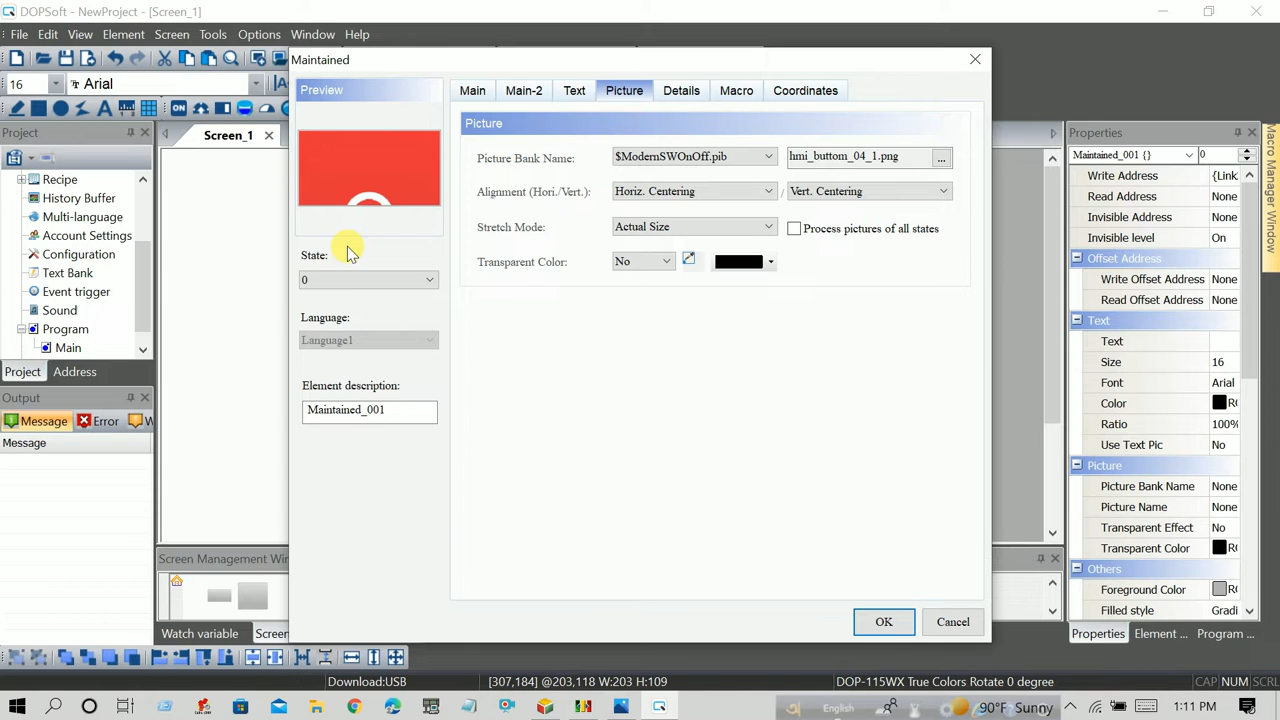 DOPSoft - NewProject - [Screen_1]
File Edit View Element Screen Tools Options Window Help
16 Arial
ON
Project
Recipe
History Buffer
Multi-language
Account Settings
Configuration
Text Bank
Event trigger
Sound
Program
Main
Project Address
Output
Message Error W
Message
Screen_1
Screen Management Win
Watch variable Screen
Maintained
Preview
State:
0
Language:
Language1
Element description:
Maintained_001
Main Main-2 Text Picture Details Macro Coordinates
Picture
Picture Bank Name: $ModernSWOnOff.pib hmi_buttom_04_1.png ...
Alignment (Hori./Vert.): Horiz. Centering / Vert. Centering
Stretch Mode: Actual Size Process pictures of all states
Transparent Color: No
OK Cancel
Properties
Maintained_001 {} 0
Write Address {Link
Read Address None
Invisible Address None
Invisible level On
Offset Address
Write Offset Address None
Read Offset Address None
Text
Text
Size 16
Font Arial
Color R(
Ratio 100%
Use Text Pic No
Picture
Picture Bank Name None
Picture Name None
Transparent Effect No
Transparent Color R(
Others
Foreground Color R(
Filled style Gradi
Properties Element ... Program ...
Macro Manager Window
Download:USB [307,184] @203,118 W:203 H:109 DOP-115WX True Colors Rotate 0 degree CAP NUM SCRL
English 90°F Sunny 1:11 PM